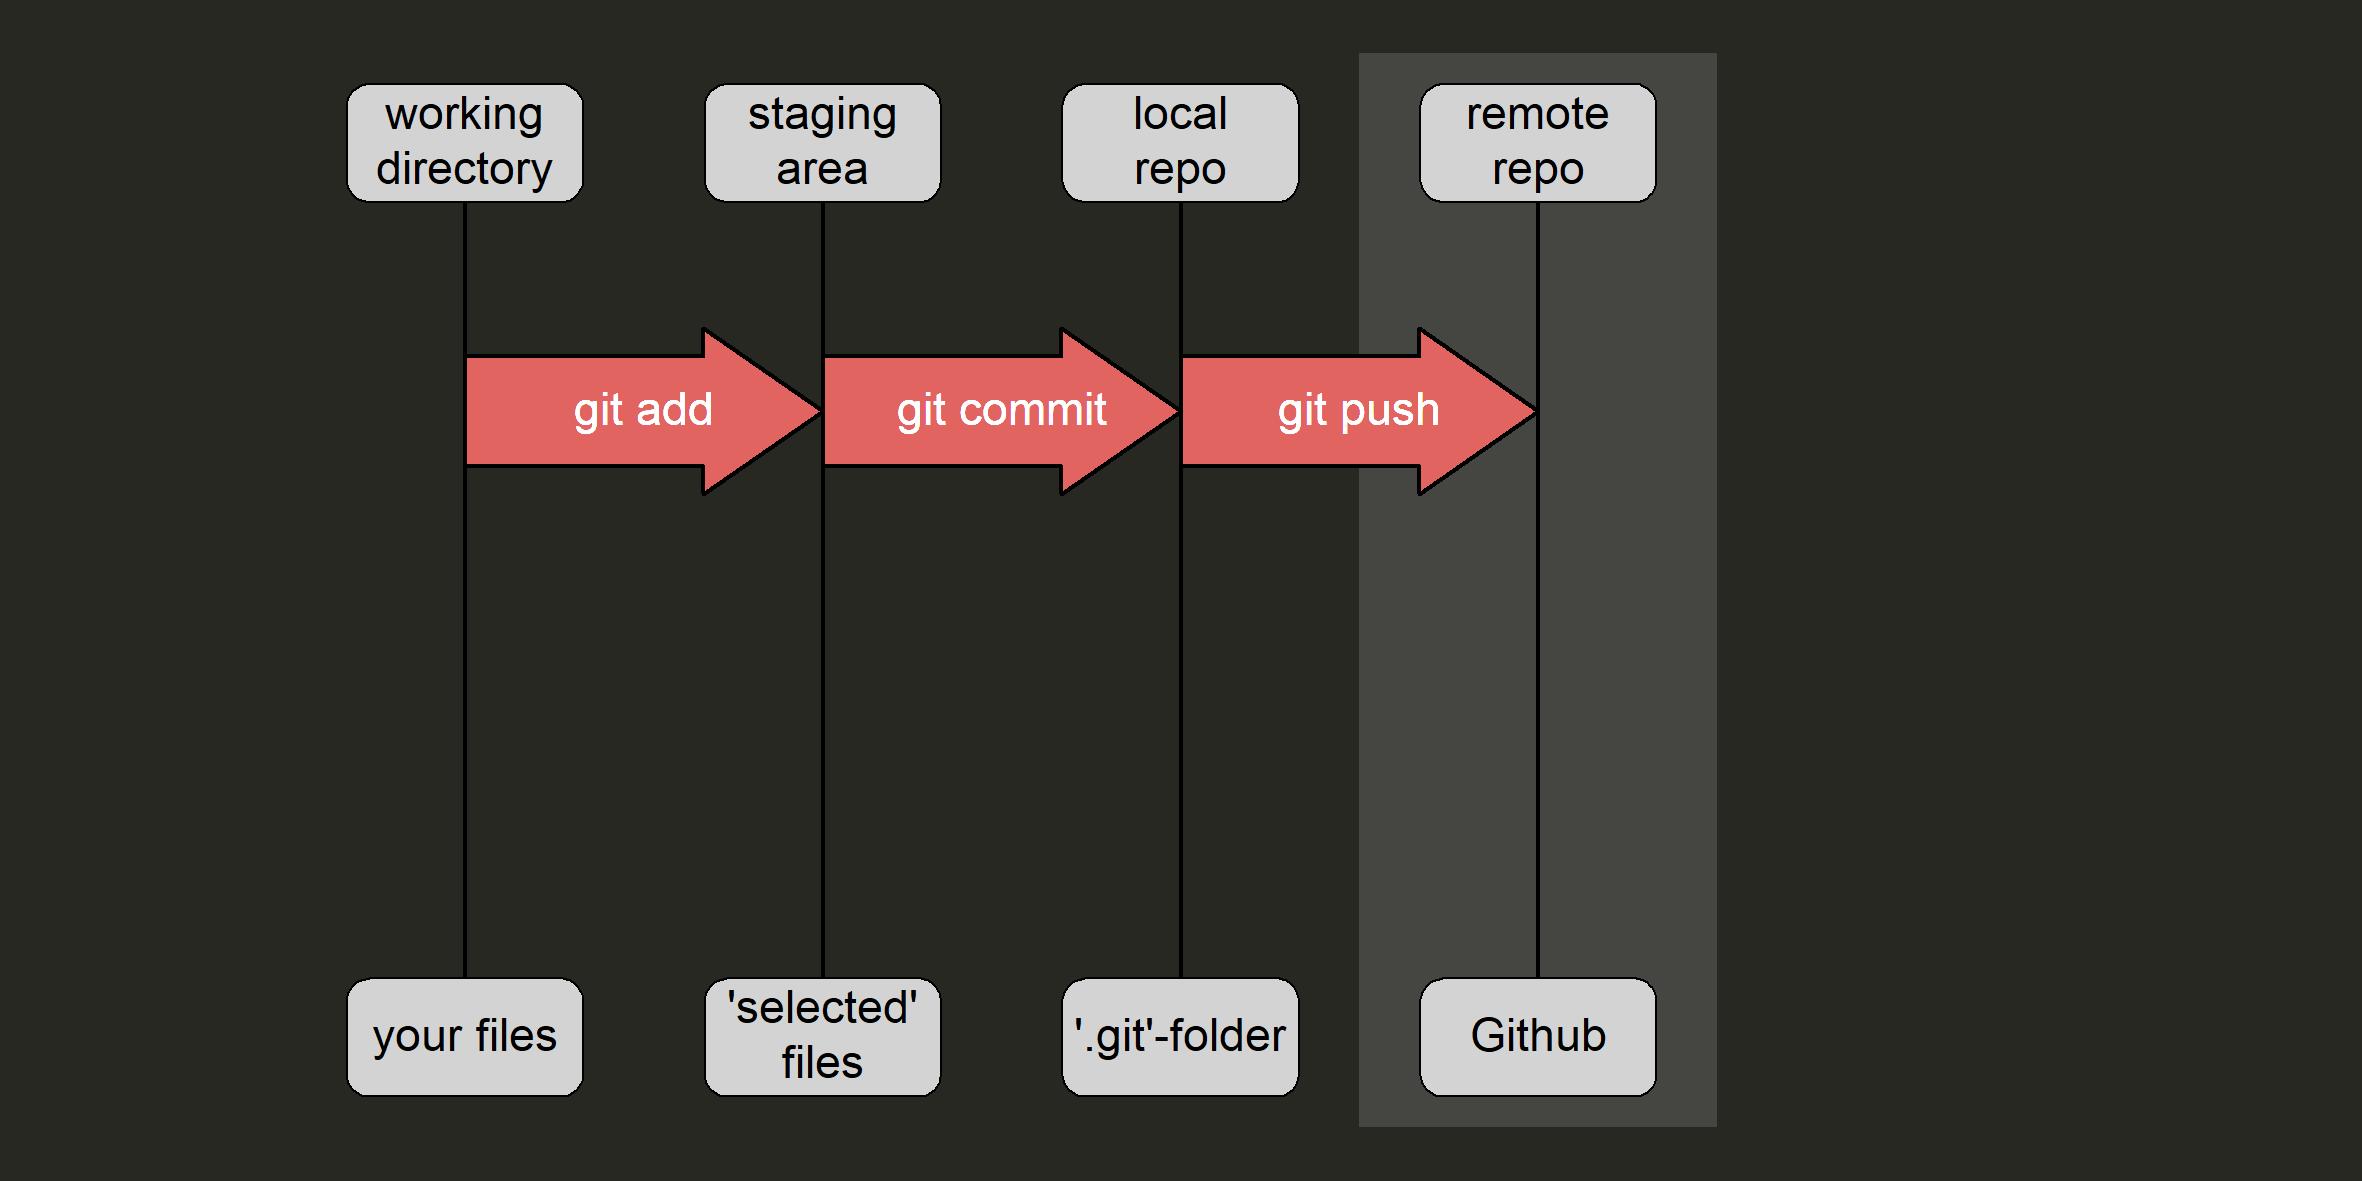 working
directory
staging
area
local
repo
remote
repo
git add
git commit
git push
your files
'selected'
files
'.git'-folder
Github